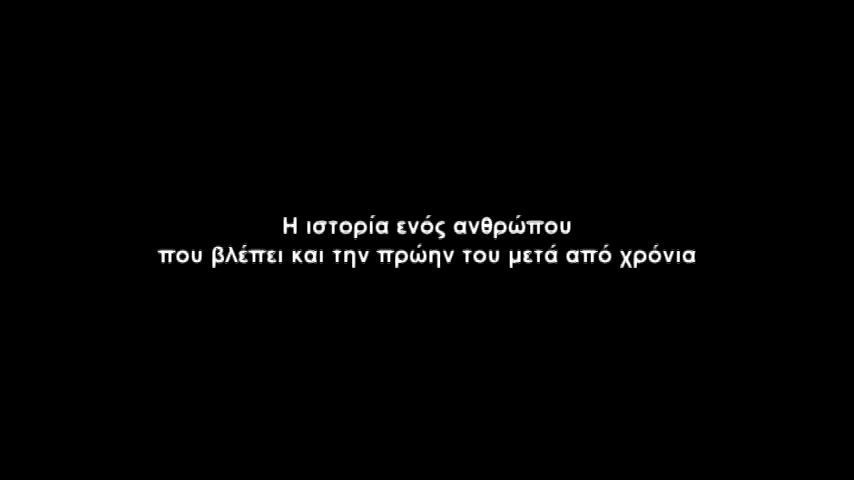 Η ιστορία ενός ανθρώπου
που βλέπει και την πρώην του μετά από χρόνια